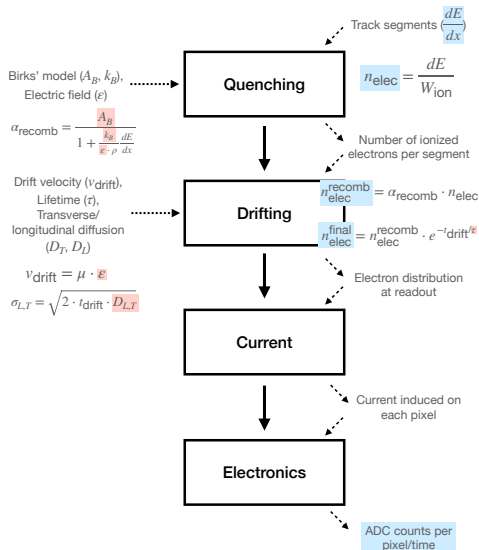 Track segments (dE/dx)
Quenching
n_elec = dE / W_ion
Birks' model (A_B, k_B),
Electric field (ε)
α_recomb = A_B / (1 + k_B/(ε · ρ) dE/dx)
Number of ionized
electrons per segment
Drifting
n_elec^recomb = α_recomb · n_elec
n_elec^final = n_elec^recomb · e^(−t_drift/τ)
Drift velocity (v_drift),
Lifetime (τ),
Transverse/
longitudinal diffusion
(D_T, D_L)
v_drift = μ · ε
σ_L,T = √(2 · t_drift · D_L,T)
Electron distribution
at readout
Current
Current induced on
each pixel
Electronics
ADC counts per
pixel/time